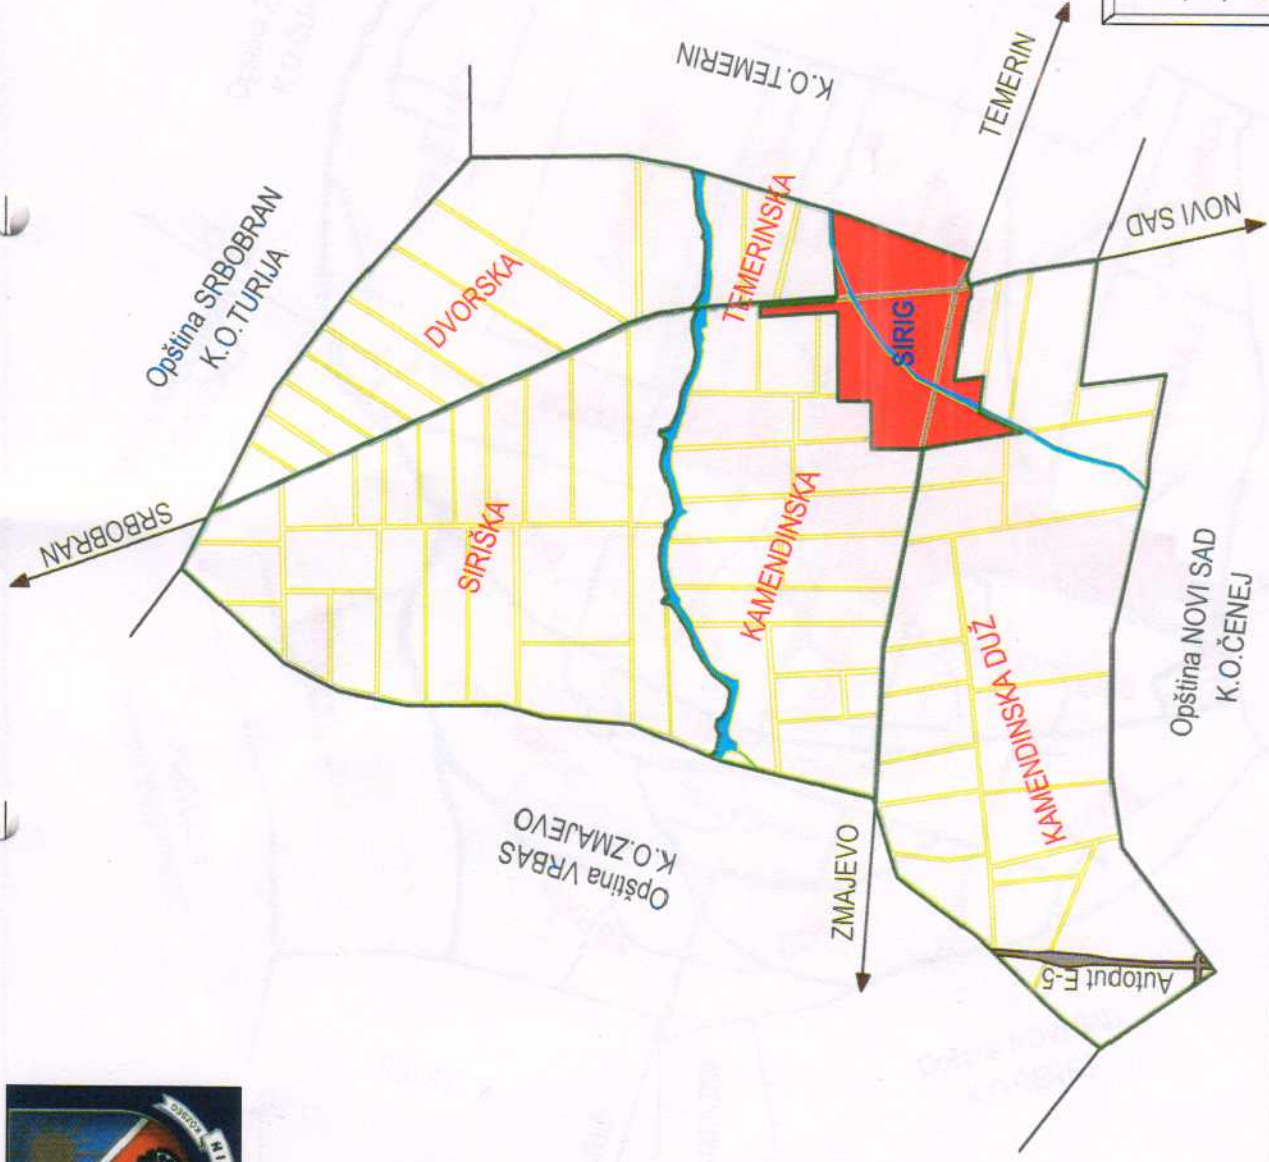 K.O.TEMERIN
TEMERIN
NOVI SAD
Opština SRBOBRAN
K.O.TURIJA
DVORSKA
TEMERINSKA
SIRIG
SRBOBRAN
SIRIŠKA
KAMENDINSKA
KAMENDINSKA DUŽ
Opština NOVI SAD
K.O.ČENEJ
Opština VRBAS
K.O.ZMAJEVO
ZMAJEVO
Autoput E-5
KÖZSÉG